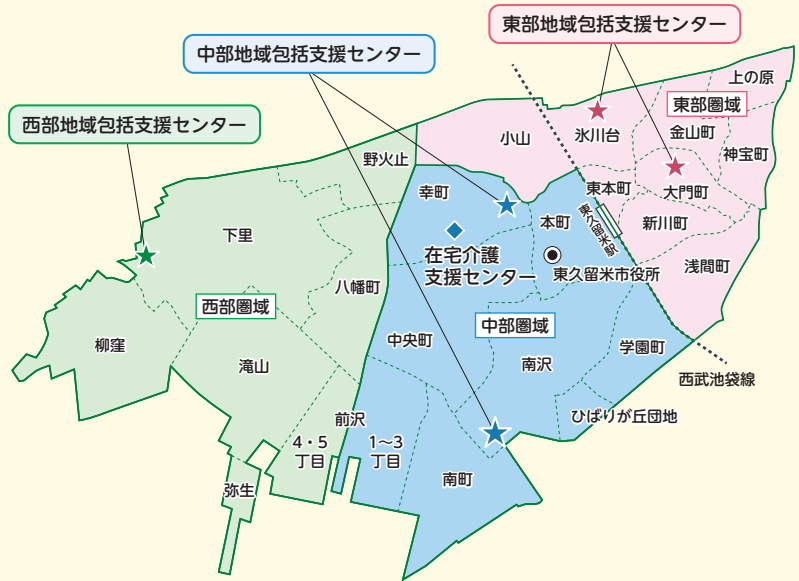 東部地域包括支援センター
中部地域包括支援センター
西部地域包括支援センター
上の原
東部圏域
金山町
神宝町
氷川台
小山
野火止
幸町
東本町
大門町
新川町
東久留米駅
本町
浅間町
下里
在宅介護
支援センター
東久留米市役所
八幡町
西部圏域
中部圏域
柳窪
滝山
中央町
南沢
学園町
西武池袋線
ひばりが丘団地
前沢
4・5
丁目
1〜3
丁目
南町
弥生